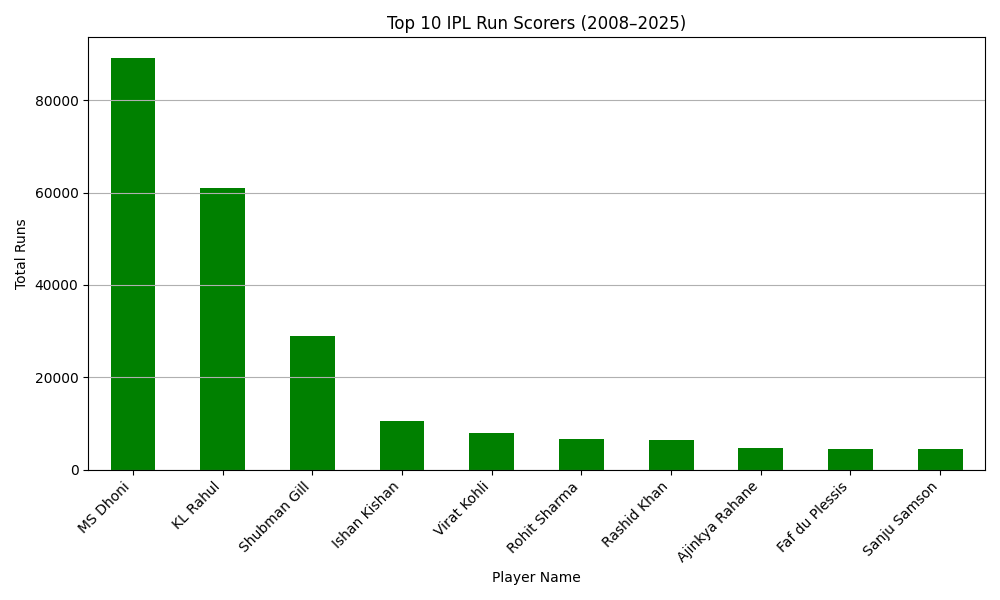 Top 10 IPL Run Scorers (2008–2025)
Total Runs
80000
60000
40000
20000
0
MS Dhoni
KL Rahul
Shubman Gill
Ishan Kishan
Virat Kohli
Rohit Sharma
Rashid Khan
Ajinkya Rahane
Faf du Plessis
Sanju Samson
Player Name